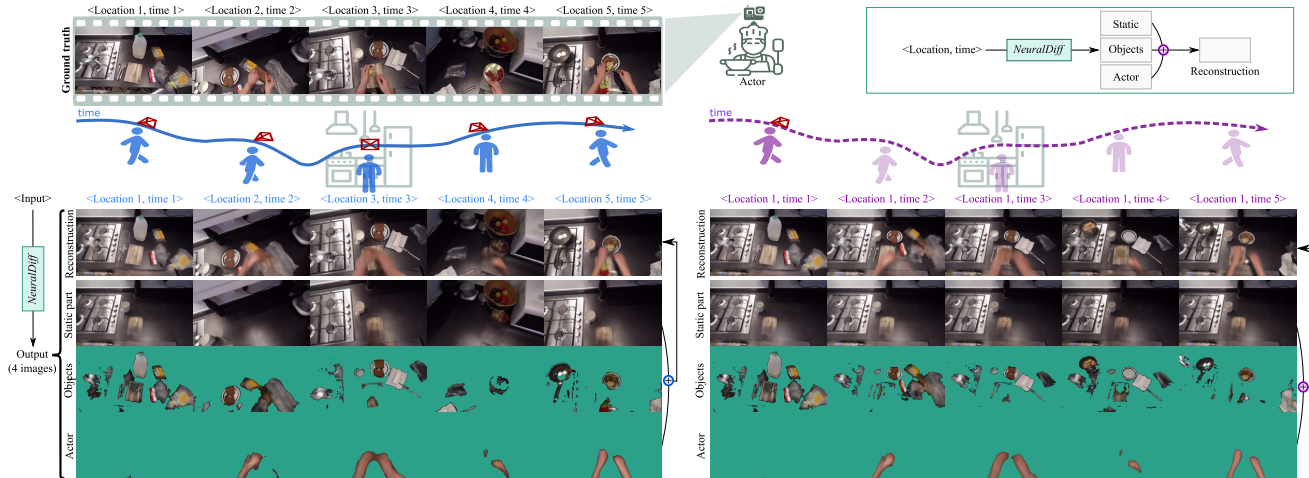 <Location 1, time 1> <Location 2, time 2> <Location 3, time 3> <Location 4, time 4> <Location 5, time 5>
Ground truth
Actor
Static
<Location, time> NeuralDiff Objects
Reconstruction
Actor
time
time
<Input> <Location 1, time 1> <Location 2, time 2> <Location 3, time 3> <Location 4, time 4> <Location 5, time 5>
<Location 1, time 1> <Location 1, time 2> <Location 1, time 3> <Location 1, time 4> <Location 1, time 5>
NeuralDiff
Output
(4 images)
Reconstruction
Static part
Objects
Actor
Reconstruction
Static part
Objects
Actor